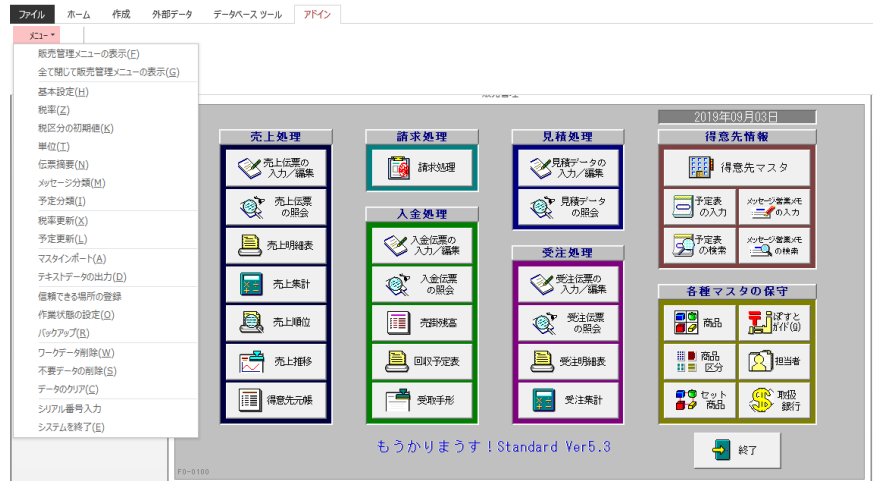 ファイル ホーム 作成 外部データ データベース ツール アドイン
メニュー
販売管理メニューの表示(F)
全て閉じて販売管理メニューの表示(G)
基本設定(H)
税率(Z)
税区分の初期値(K)
単位(T)
伝票摘要(N)
メッセージ分類(M)
予定分類(I)
税率更新(X)
予定更新(L)
マスタインポート(A)
テキストデータの出力(D)
信頼できる場所の登録
作業状態の設定(O)
バックアップ(R)
ワークデータ削除(W)
不要データの削除(S)
データのクリア(C)
シリアル番号入力
システムを終了(E)
販売管理
2019年09月03日
売上処理
売上伝票の
入力/編集
売上伝票
の照会
売上明細表
売上集計
売上順位
売上推移
得意先元帳
請求処理
請求処理
入金処理
入金伝票の
入力/編集
入金伝票
の照会
売掛残高
回収予定表
受取手形
見積処理
見積データの
入力/編集
見積データ
の照会
受注処理
受注伝票の
入力/編集
受注伝票
の照会
受注明細表
受注集計
得意先情報
得意先マスタ
予定表
の入力
メッセージ営業メモ
の入力
予定表
の検索
メッセージ営業メモ
の検索
各種マスタの保守
商品
ぽすと
ガイド(Q)
商品
区分
担当者
セット
商品
取扱
銀行
もうかりまうす!Standard Ver5.3
終了
F0-0100